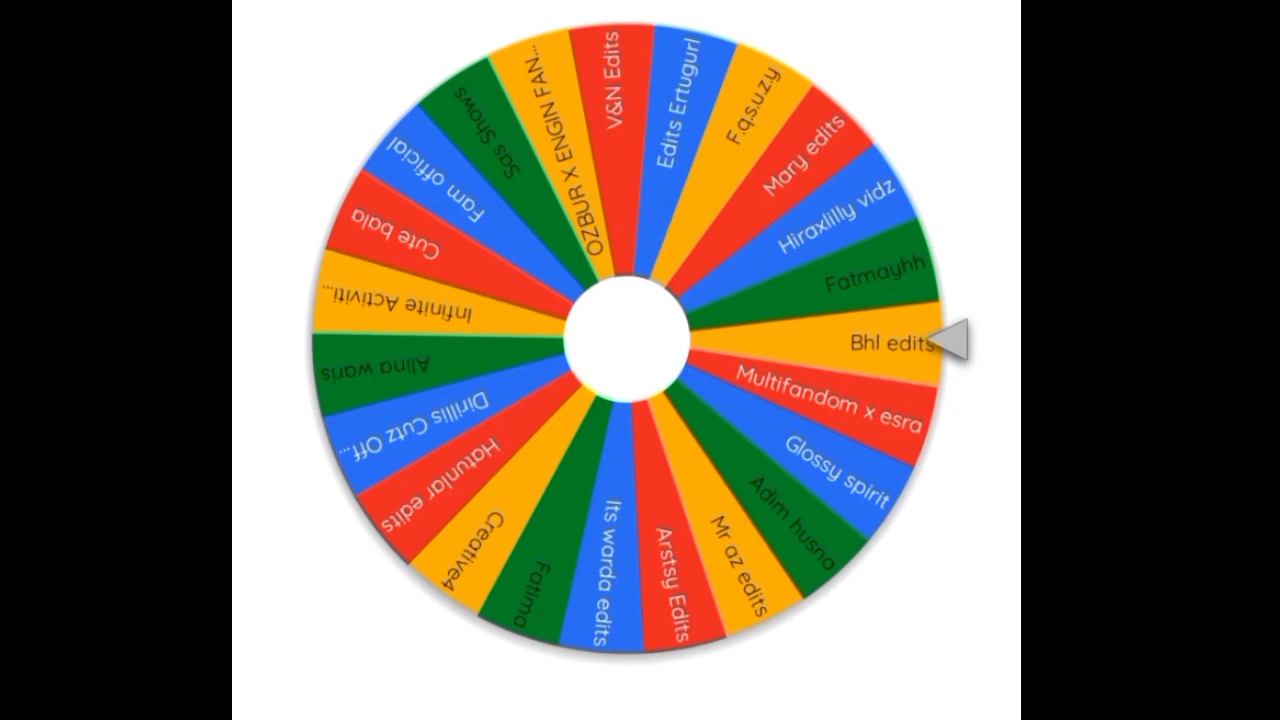 V&N Edits
Edits Ertugurl
F.q.s.u.z.y
Mary edits
Hiraxlilly vidz
Fatmayhh
Bhl edits
Multifandom x esra
Glossy spirit
Adim husna
Mr az edits
Arstsy Edits
Its warda edits
Fatima
Creative4
Hatunlar edits
Dirillis Cutz Off...
Alina waris
Infinite Activiti...
Cute bala
Fam official
Sas Shows
OZBUR X ENGIN FAN...